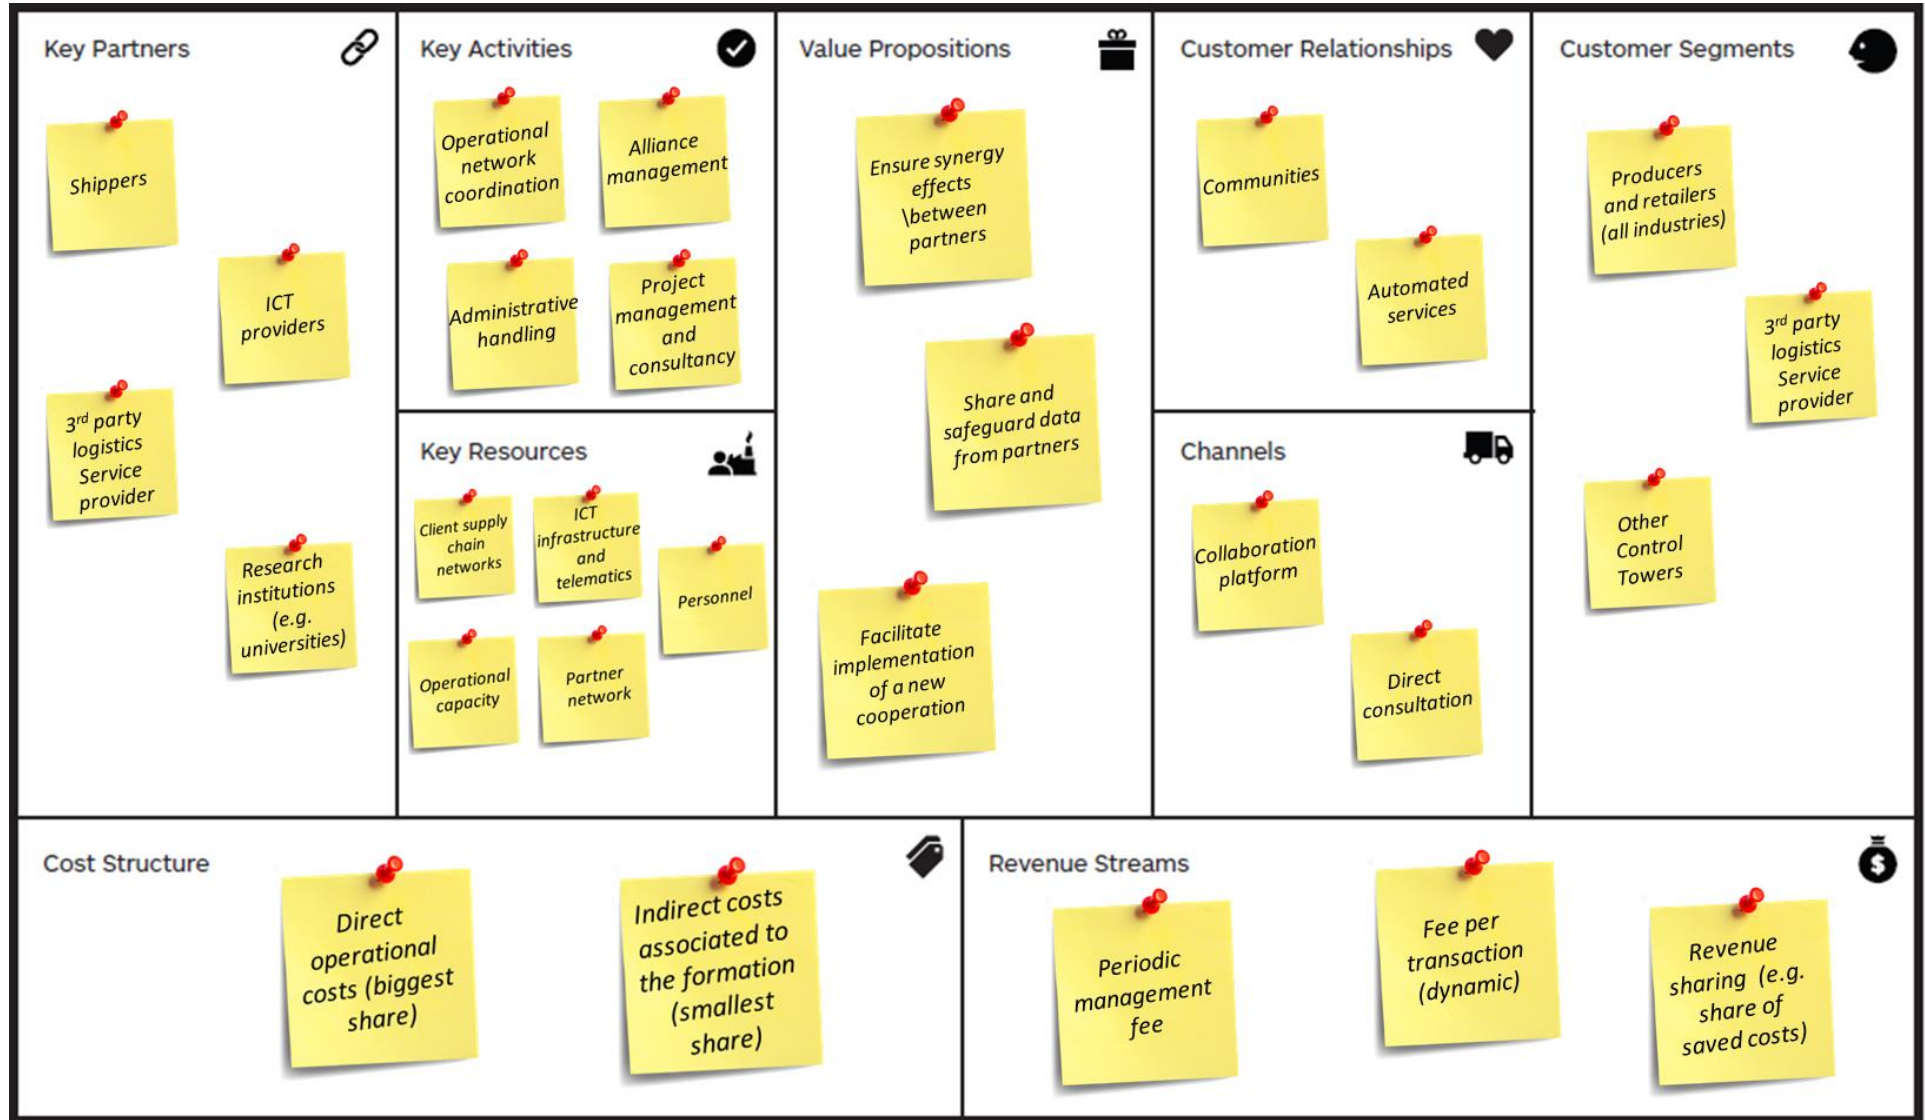 Key Partners
Shippers
ICT
providers
3rd party
logistics
Service
provider
Research
institutions
(e.g.
universities)
Key Activities
Operational
network
coordination
Alliance
management
Administrative
handling
Project
management
and
consultancy
Key Resources
Client supply
chain
networks
ICT
infrastructure
and
telematics
Personnel
Operational
capacity
Partner
network
Value Propositions
Ensure synergy
effects
\between
partners
Share and
safeguard data
from partners
Facilitate
implementation
of a new
cooperation
Customer Relationships
Communities
Automated
services
Channels
Collaboration
platform
Direct
consultation
Customer Segments
Producers
and retailers
(all industries)
3rd party
logistics
Service
provider
Other
Control
Towers
Cost Structure
Direct
operational
costs (biggest
share)
Indirect costs
associated to
the formation
(smallest
share)
Revenue Streams
Periodic
management
fee
Fee per
transaction
(dynamic)
Revenue
sharing (e.g.
share of
saved costs)
$